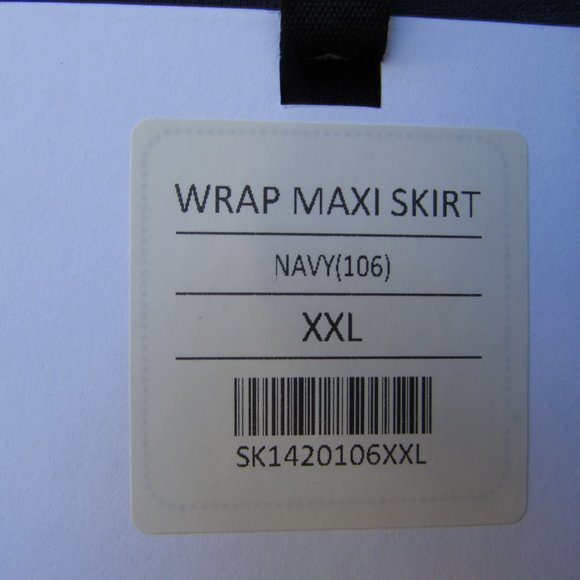 WRAP MAXI SKIRT
NAVY(106)
XXL
SK1420106XXL